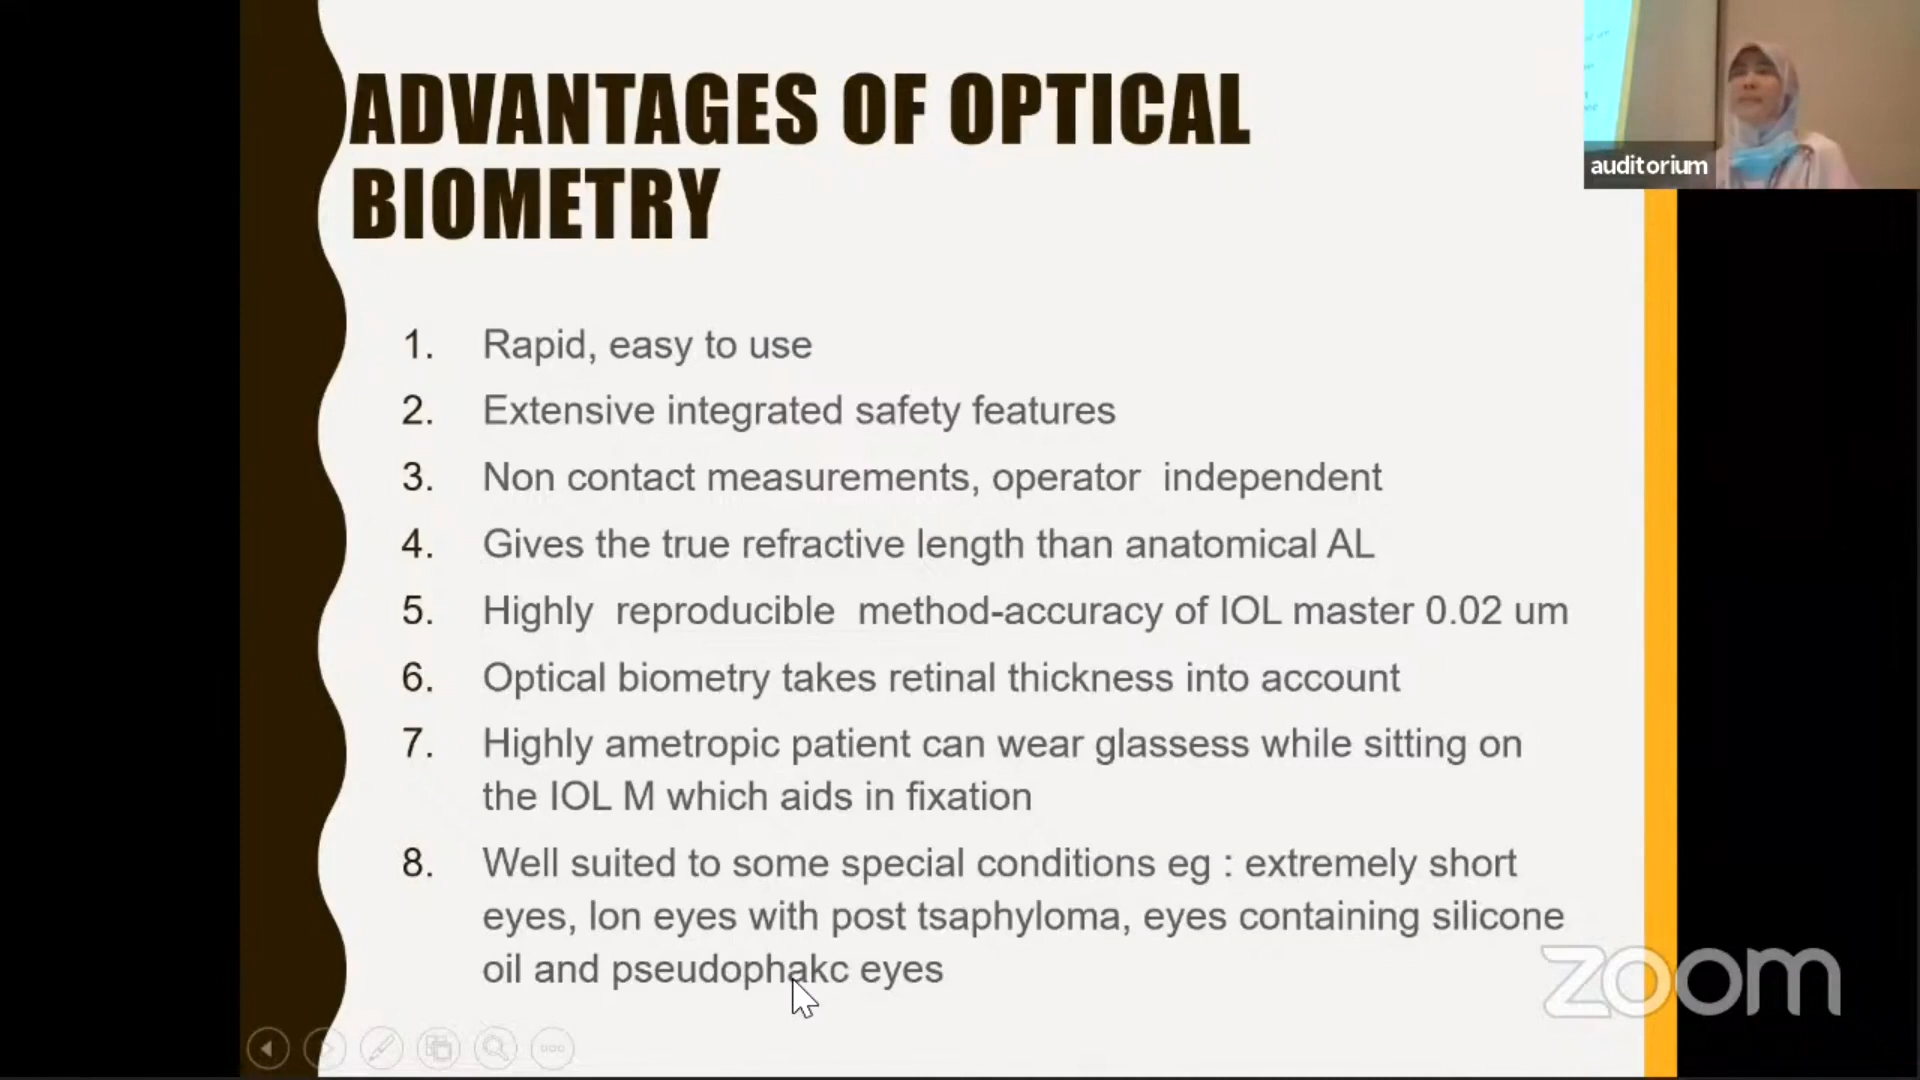 ADVANTAGES OF OPTICAL
BIOMETRY
auditorium
1. Rapid, easy to use
2. Extensive integrated safety features
3. Non contact measurements, operator independent
4. Gives the true refractive length than anatomical AL
5. Highly reproducible method-accuracy of IOL master 0.02 um
6. Optical biometry takes retinal thickness into account
7. Highly ametropic patient can wear glassess while sitting on
the IOL M which aids in fixation
8. Well suited to some special conditions eg : extremely short
eyes, lon eyes with post tsaphyloma, eyes containing silicone
oil and pseudophakc eyes
zoom